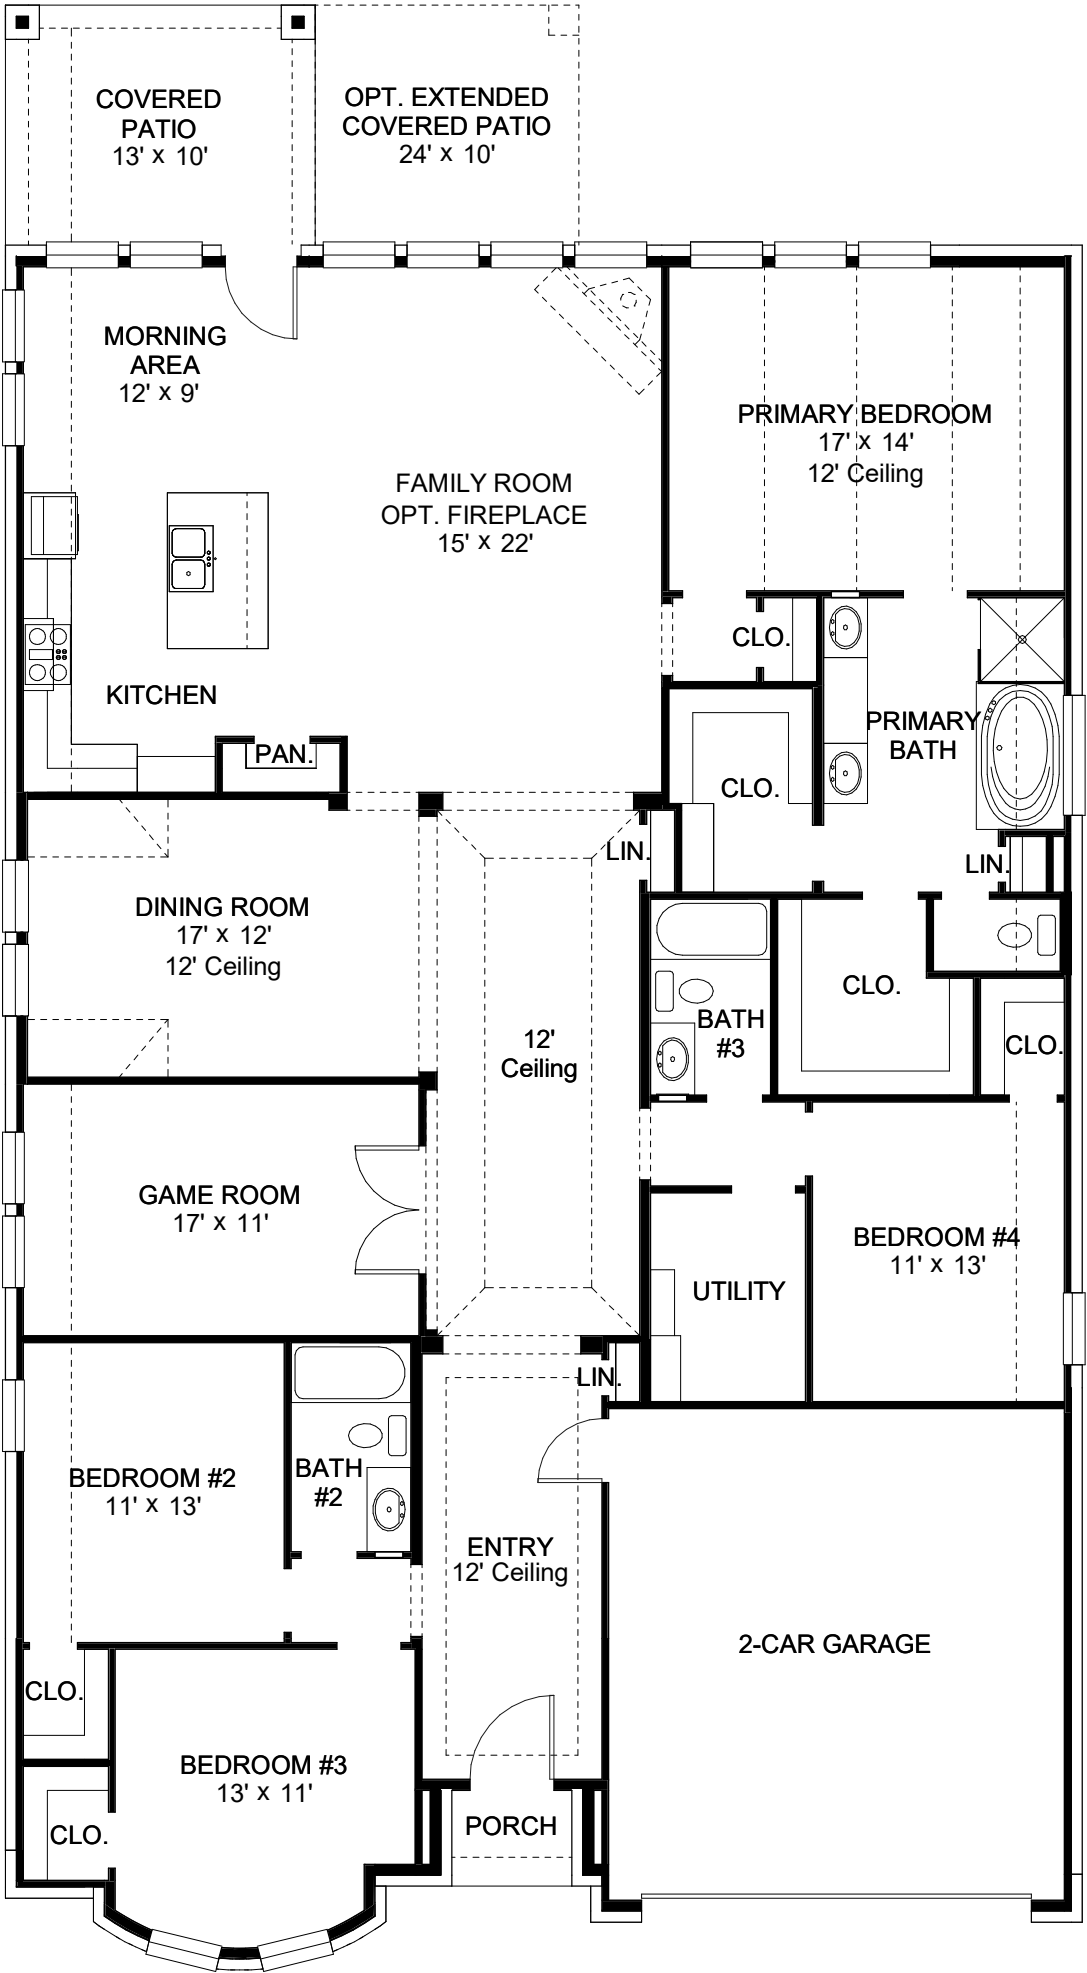 COVERED
PATIO
13' x 10'
OPT. EXTENDED
COVERED PATIO
24' x 10'
MORNING
AREA
12' x 9'
PRIMARY BEDROOM
17' x 14'
12' Ceiling
FAMILY ROOM
OPT. FIREPLACE
15' x 22'
CLO.
KITCHEN
PRIMARY
BATH
PAN.
CLO.
LIN.
LIN.
DINING ROOM
17' x 12'
12' Ceiling
CLO.
BATH
#3
12'
Ceiling
CLO.
GAME ROOM
17' x 11'
BEDROOM #4
11' x 13'
UTILITY
LIN.
BEDROOM #2
11' x 13'
BATH
#2
ENTRY
12' Ceiling
2-CAR GARAGE
CLO.
BEDROOM #3
13' x 11'
CLO.
PORCH